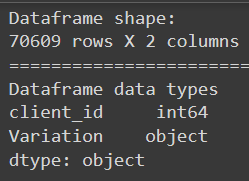 Dataframe shape:
70609 rows X 2 columns
========================
Dataframe data types
client_id     int64
Variation    object
dtype: object